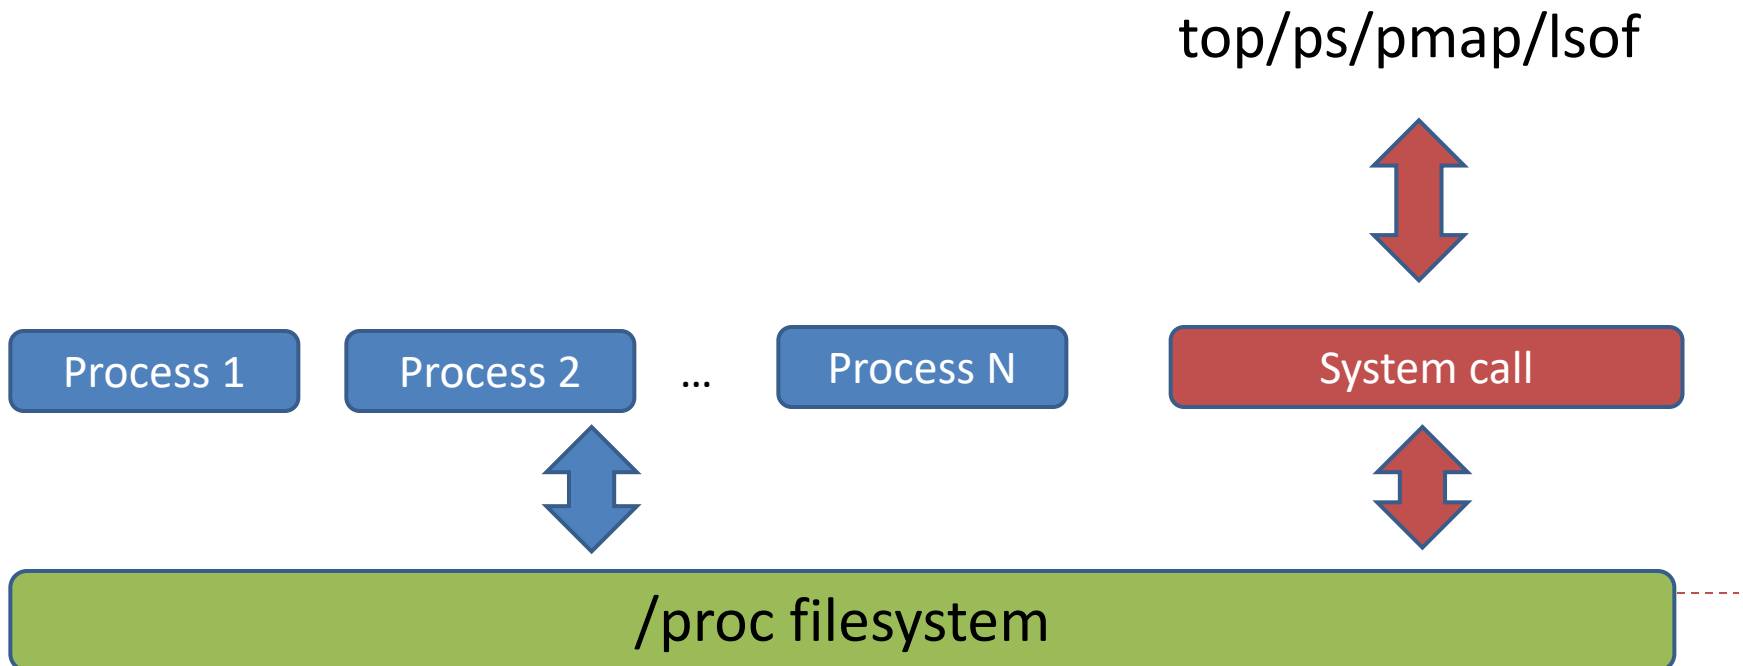 top/ps/pmap/lsof
Process 1
Process 2
...
Process N
System call
/proc filesystem